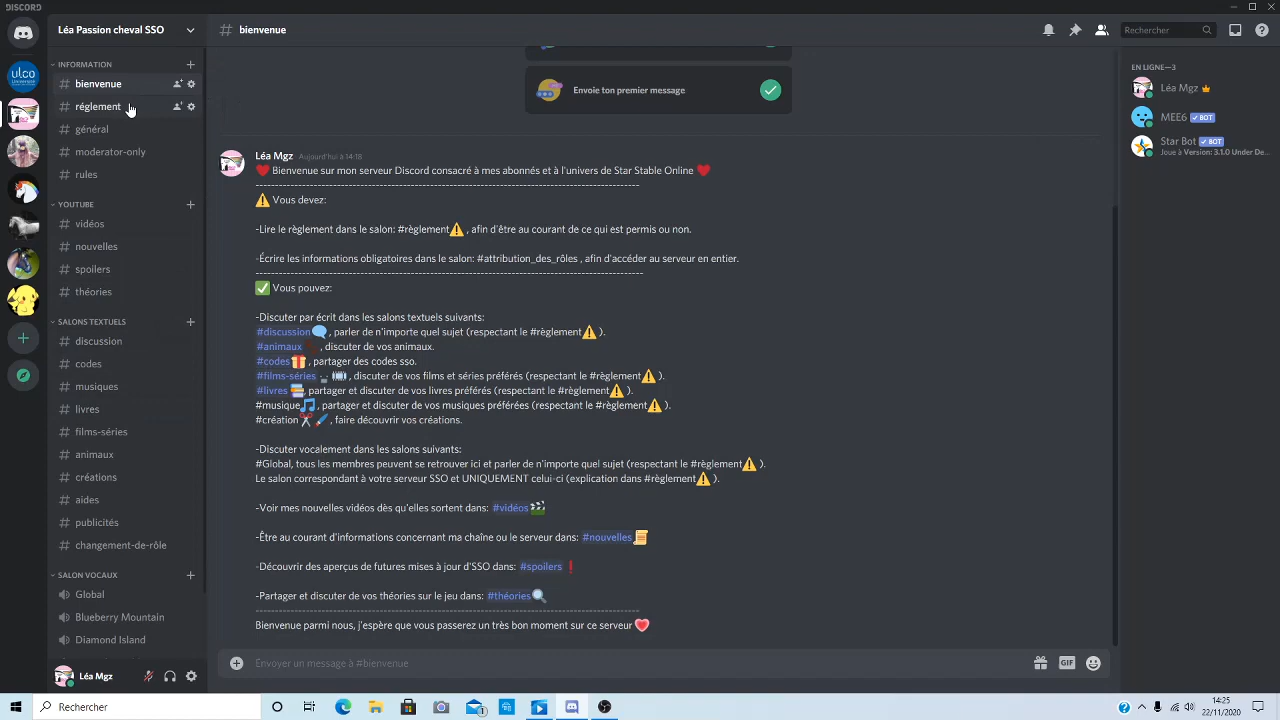 DISCORD
Léa Passion cheval SSO
# bienvenue
Rechercher
INFORMATION
# bienvenue
# réglement
# général
# moderator-only
# rules
YOUTUBE
# vidéos
# nouvelles
# spoilers
# théories
SALONS TEXTUELS
# discussion
# codes
# musiques
# livres
# films-séries
# animaux
# créations
# aides
# publicités
# changement-de-rôle
SALON VOCAUX
Global
Blueberry Mountain
Diamond Island
Léa Mgz
ulco
Université
Envoie ton premier message
Léa Mgz Aujourd'hui à 14:18
Bienvenue sur mon serveur Discord consacré à mes abonnés et à l'univers de Star Stable Online
Vous devez:
-Lire le règlement dans le salon: #règlement⚠️ , afin d'être au courant de ce qui est permis ou non.
-Écrire les informations obligatoires dans le salon: #attribution_des_rôles , afin d'accéder au serveur en entier.
Vous pouvez:
-Discuter par écrit dans les salons textuels suivants:
#discussion💬 , parler de n'importe quel sujet (respectant le #règlement⚠️ ).
#animaux , discuter de vos animaux.
#codes🎁 , partager des codes sso.
#films-séries , discuter de vos films et séries préférés (respectant le #règlement⚠️ ).
#livres📚 , partager et discuter de vos livres préférés (respectant le #règlement⚠️ ).
#musique🎵 , partager et discuter de vos musiques préférées (respectant le #règlement⚠️ ).
#création✂️🖌️ , faire découvrir vos créations.
-Discuter vocalement dans les salons suivants:
#Global, tous les membres peuvent se retrouver ici et parler de n'importe quel sujet (respectant le #règlement⚠️ ).
Le salon correspondant à votre serveur SSO et UNIQUEMENT celui-ci (explication dans #règlement⚠️ ).
-Voir mes nouvelles vidéos dès qu'elles sortent dans: #vidéos🎬
-Être au courant d'informations concernant ma chaîne ou le serveur dans: #nouvelles📜
-Découvrir des aperçus de futures mises à jour d'SSO dans: #spoilers❗
-Partager et discuter de vos théories sur le jeu dans: #théories🔍
Bienvenue parmi nous, j'espère que vous passerez un très bon moment sur ce serveur
Envoyer un message à #bienvenue
GIF
EN LIGNE—3
Léa Mgz
MEE6 ✓ BOT
Star Bot ✓ BOT
Joue à Version: 3.1.0 Under De...
Rechercher
1
14:25
22/11/2020